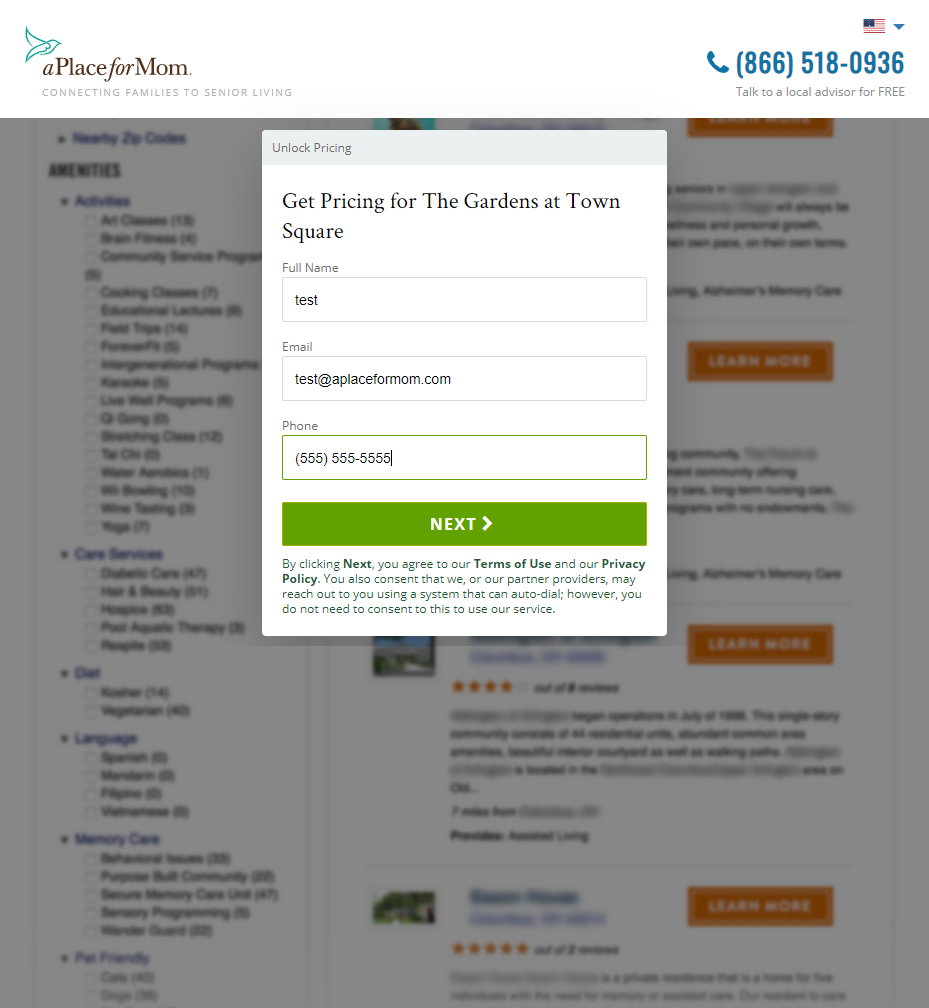 aPlaceforMom.
CONNECTING FAMILIES TO SENIOR LIVING
(866) 518-0936
Talk to a local advisor for FREE
Unlock Pricing
Get Pricing for The Gardens at Town
Square
Full Name
test
Email
test@aplaceformom.com
Phone
(555) 555-5555
NEXT
By clicking Next, you agree to our Terms of Use and our Privacy
Policy. You also consent that we, or our partner providers, may
reach out to you using a system that can auto-dial; however, you
do not need to consent to this to use our service.
Nearby Zip Codes
AMENITIES
Activities
Art Classes (13)
Brain Fitness (4)
Community Service Program
(5)
Cooking Classes (7)
Educational Lectures (9)
Field Trips (14)
ForeverFit (5)
Intergenerational Programs
Karaoke (5)
Live Well Programs (6)
Qi Gong (0)
Stretching Class (12)
Tai Chi (0)
Water Aerobics (1)
Wii Bowling (10)
Wine Tasting (3)
Yoga (7)
Care Services
Diabetic Care (47)
Hair & Beauty (51)
Hospice (63)
Pool Aquatic Therapy (3)
Respite (53)
Diet
Kosher (14)
Vegetarian (40)
Language
Spanish (0)
Mandarin (0)
Filipino (0)
Vietnamese (0)
Memory Care
Behavioral Issues (33)
Purpose Built Community (22)
Secure Memory Care Unit (47)
Sensory Programming (5)
Wander Guard (22)
Pet Friendly
Cats (40)
Dogs (38)
LEARN MORE
seniors in
will always be
wellness and personal growth,
their own pace, on their own terms.
Living, Alzheimer's Memory Care
LEARN MORE
community,
ment community offering
care, long-term nursing care,
programs with no endowments,
Living, Alzheimer's Memory Care
LEARN MORE
out of 8 reviews
began operations in July of 1998. This single-story
community consists of 44 residential units, abundant common area
amenities, beautiful interior courtyard as well as walking paths.
is located in the area on
Old...
7 miles from
Provides: Assisted Living
LEARN MORE
out of 2 reviews
is a private residence that is a home for five
individuals with the need for memory or assisted care. Our resident to care